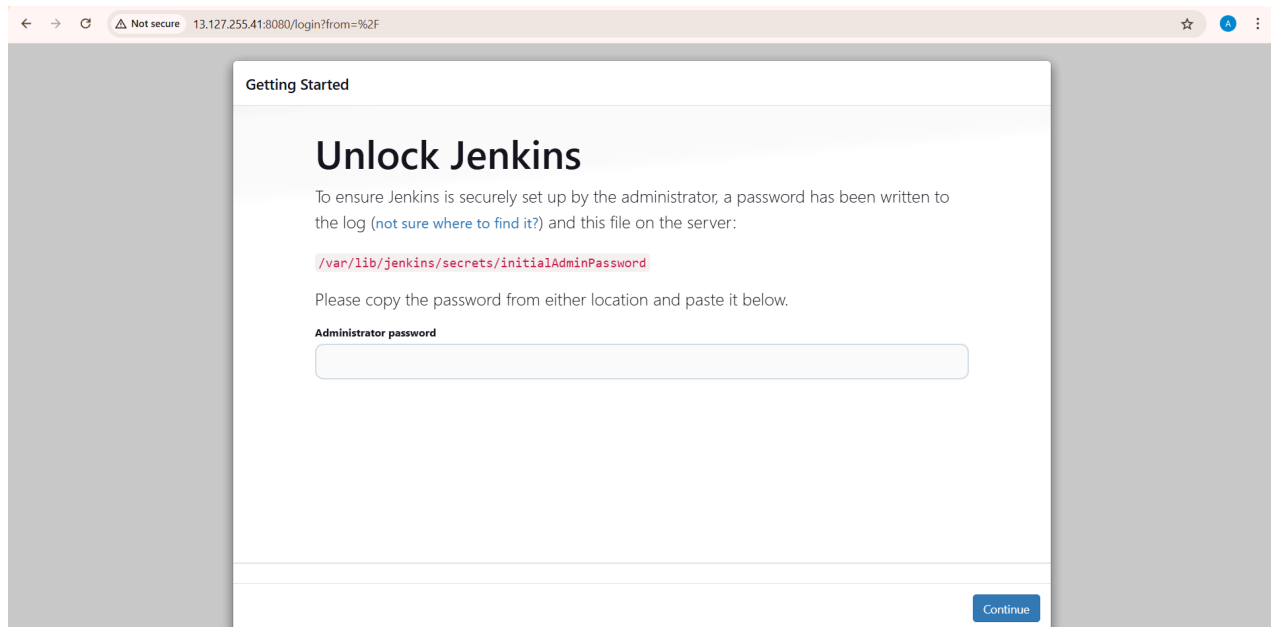 Not secure 13.127.255.41:8080/login?from=%2F
A
Getting Started
Unlock Jenkins
To ensure Jenkins is securely set up by the administrator, a password has been written to
the log (not sure where to find it?) and this file on the server:
/var/lib/jenkins/secrets/initialAdminPassword
Please copy the password from either location and paste it below.
Administrator password
Continue